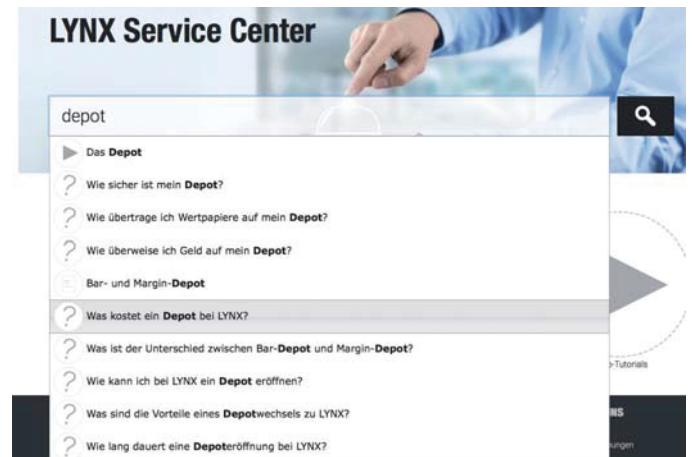 LYNX Service Center
depot
Das Depot
Wie sicher ist mein Depot?
Wie übertrage ich Wertpapiere auf mein Depot?
Wie überweise ich Geld auf mein Depot?
Bar- und Margin-Depot
Was kostet ein Depot bei LYNX?
Was ist der Unterschied zwischen Bar-Depot und Margin-Depot?
-Tutorials
Wie kann ich bei LYNX ein Depot eröffnen?
Was sind die Vorteile eines Depotwechsels zu LYNX?
NS
Wie lang dauert eine Depoteröffnung bei LYNX?
ungen